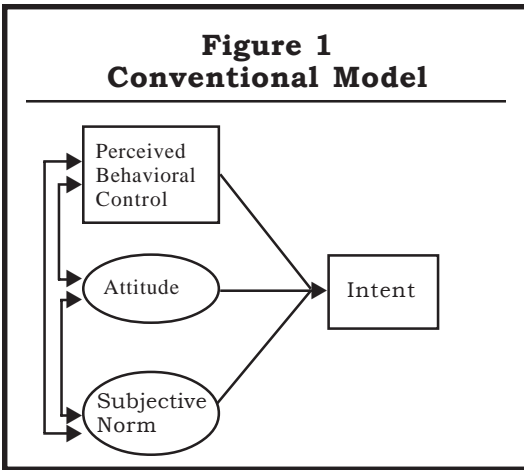 Figure 1
Conventional Model
Perceived
Behavioral
Control
Attitude
Intent
Subjective
Norm